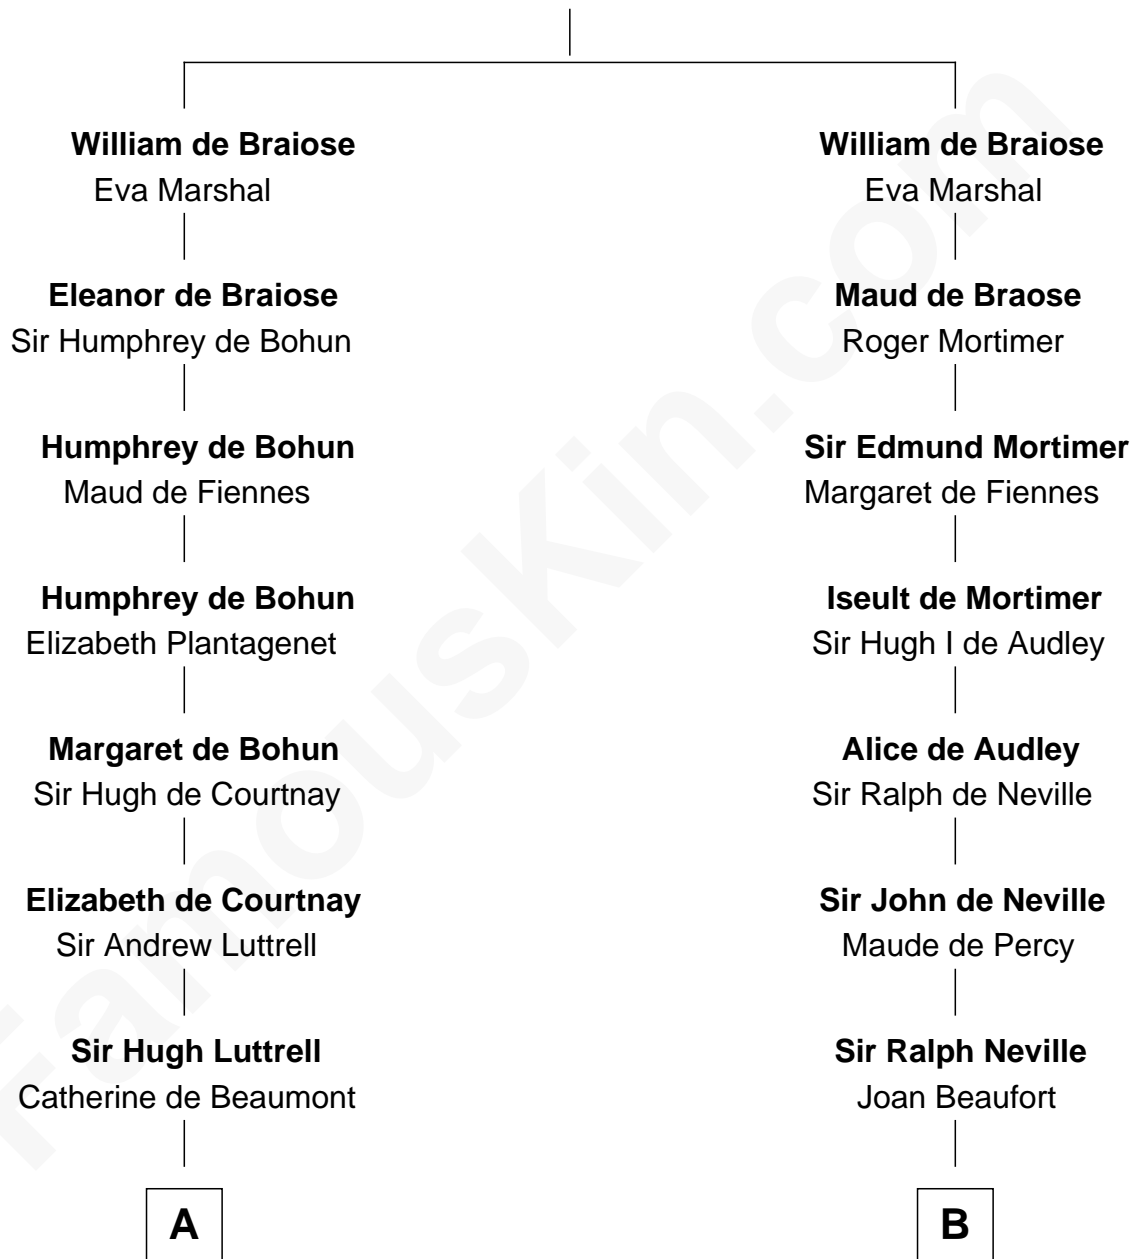 William de Braiose
Eva Marshal
Eleanor de Braiose
Sir Humphrey de Bohun
Humphrey de Bohun
Maud de Fiennes
Humphrey de Bohun
Elizabeth Plantagenet
Margaret de Bohun
Sir Hugh de Courtnay
Elizabeth de Courtnay
Sir Andrew Luttrell
Sir Hugh Luttrell
Catherine de Beaumont
A
William de Braiose
Eva Marshal
Maud de Braose
Roger Mortimer
Sir Edmund Mortimer
Margaret de Fiennes
Iseult de Mortimer
Sir Hugh I de Audley
Alice de Audley
Sir Ralph de Neville
Sir John de Neville
Maude de Percy
Sir Ralph Neville
Joan Beaufort
B
FamousKin.com